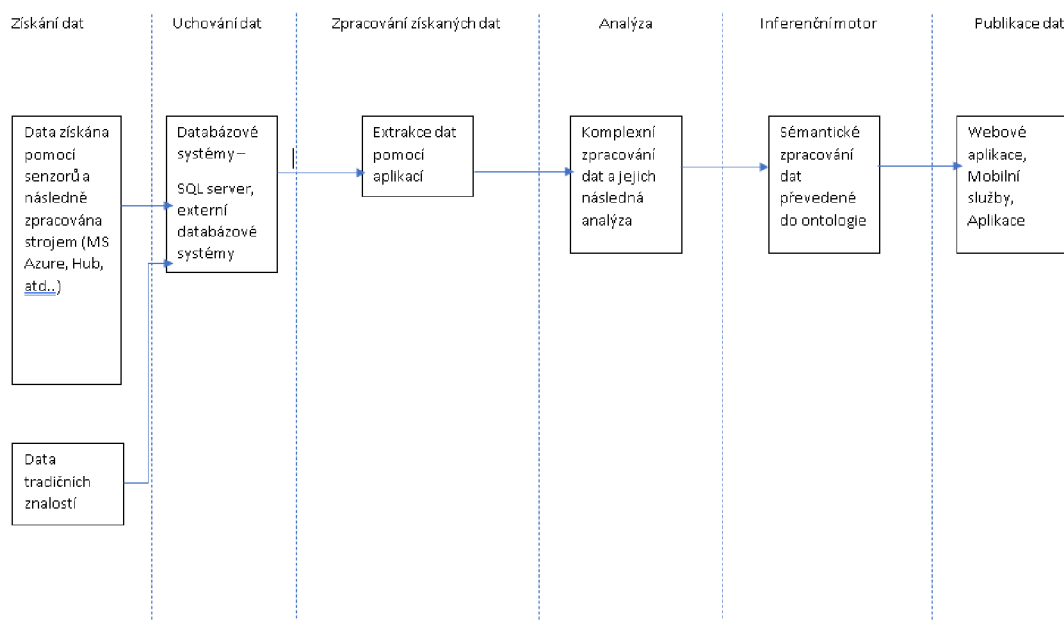 Získání dat
Uchování dat
Zpracování získaných dat
Analýza
Inferenční motor
Publikace dat
Data získána
pomocí
senzorů a
následně
zpracována
strojem (MS
Azure, Hub,
atd..)
Databázové
systémy –
SQL server,
externí
databázové
systémy
Extrakce dat
pomocí
aplikací
Komplexní
zpracování
dat a jejich
následná
analýza
Sémantické
zpracování
dat
převedené
do ontologie
Webové
aplikace,
Mobilní
služby,
Aplikace
Data
tradičních
znalostí